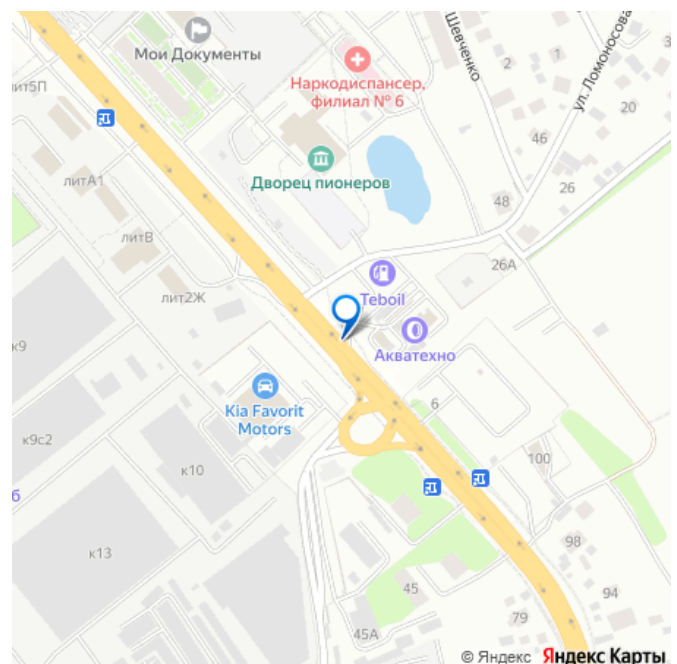 Мои Документы
Наркодиспансер,
филиал № 6
Шевченко
ул. Ломоносова
2
1
3
20
46
лит5П
Дворец пионеров
литА1
26
48
литВ
26А
Teboil
лит2Ж
Акватехно
к9
Kia Favorit
Motors
6
к9с2
100
к10
б
к13
98
45
94
79
45А
© Яндекс Яндекс Карты